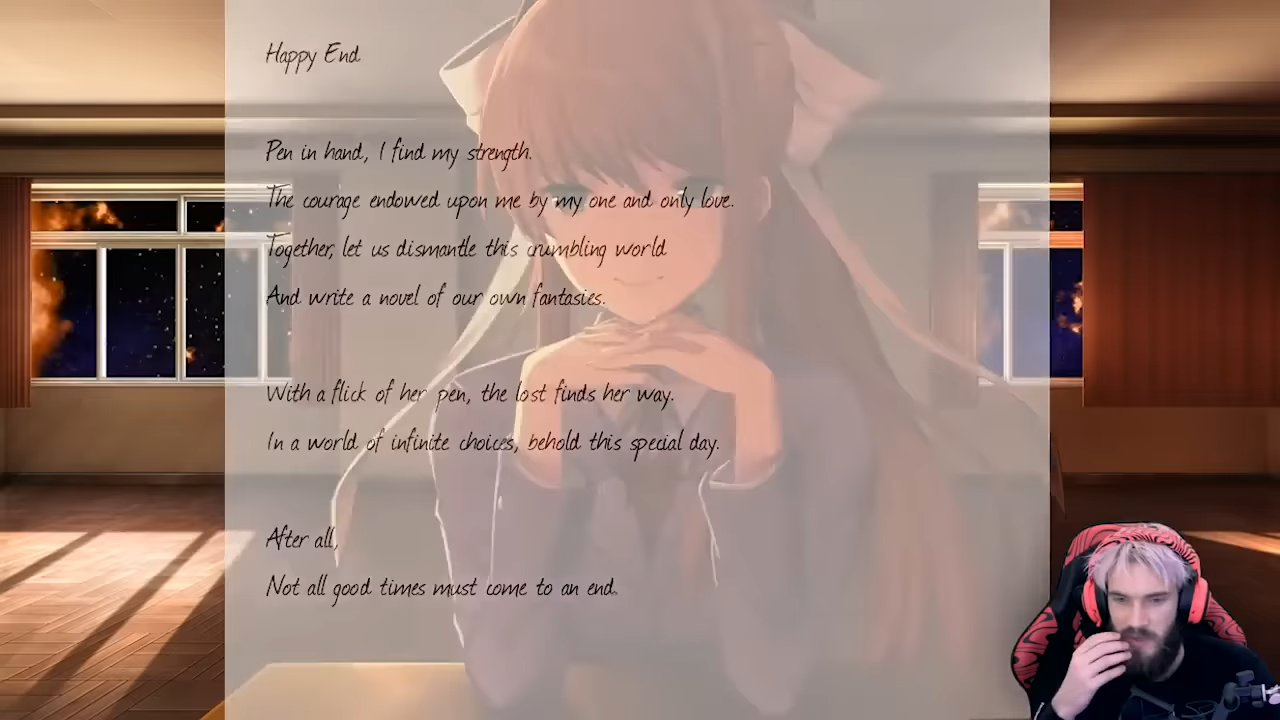 Happy End
Pen in hand, I find my strength.
The courage endowed upon me by my one and only love.
Together, let us dismantle this crumbling world
And write a novel of our own fantasies.
With a flick of her pen, the lost finds her way.
In a world of infinite choices, behold this special day.
After all,
Not all good times must come to an end.